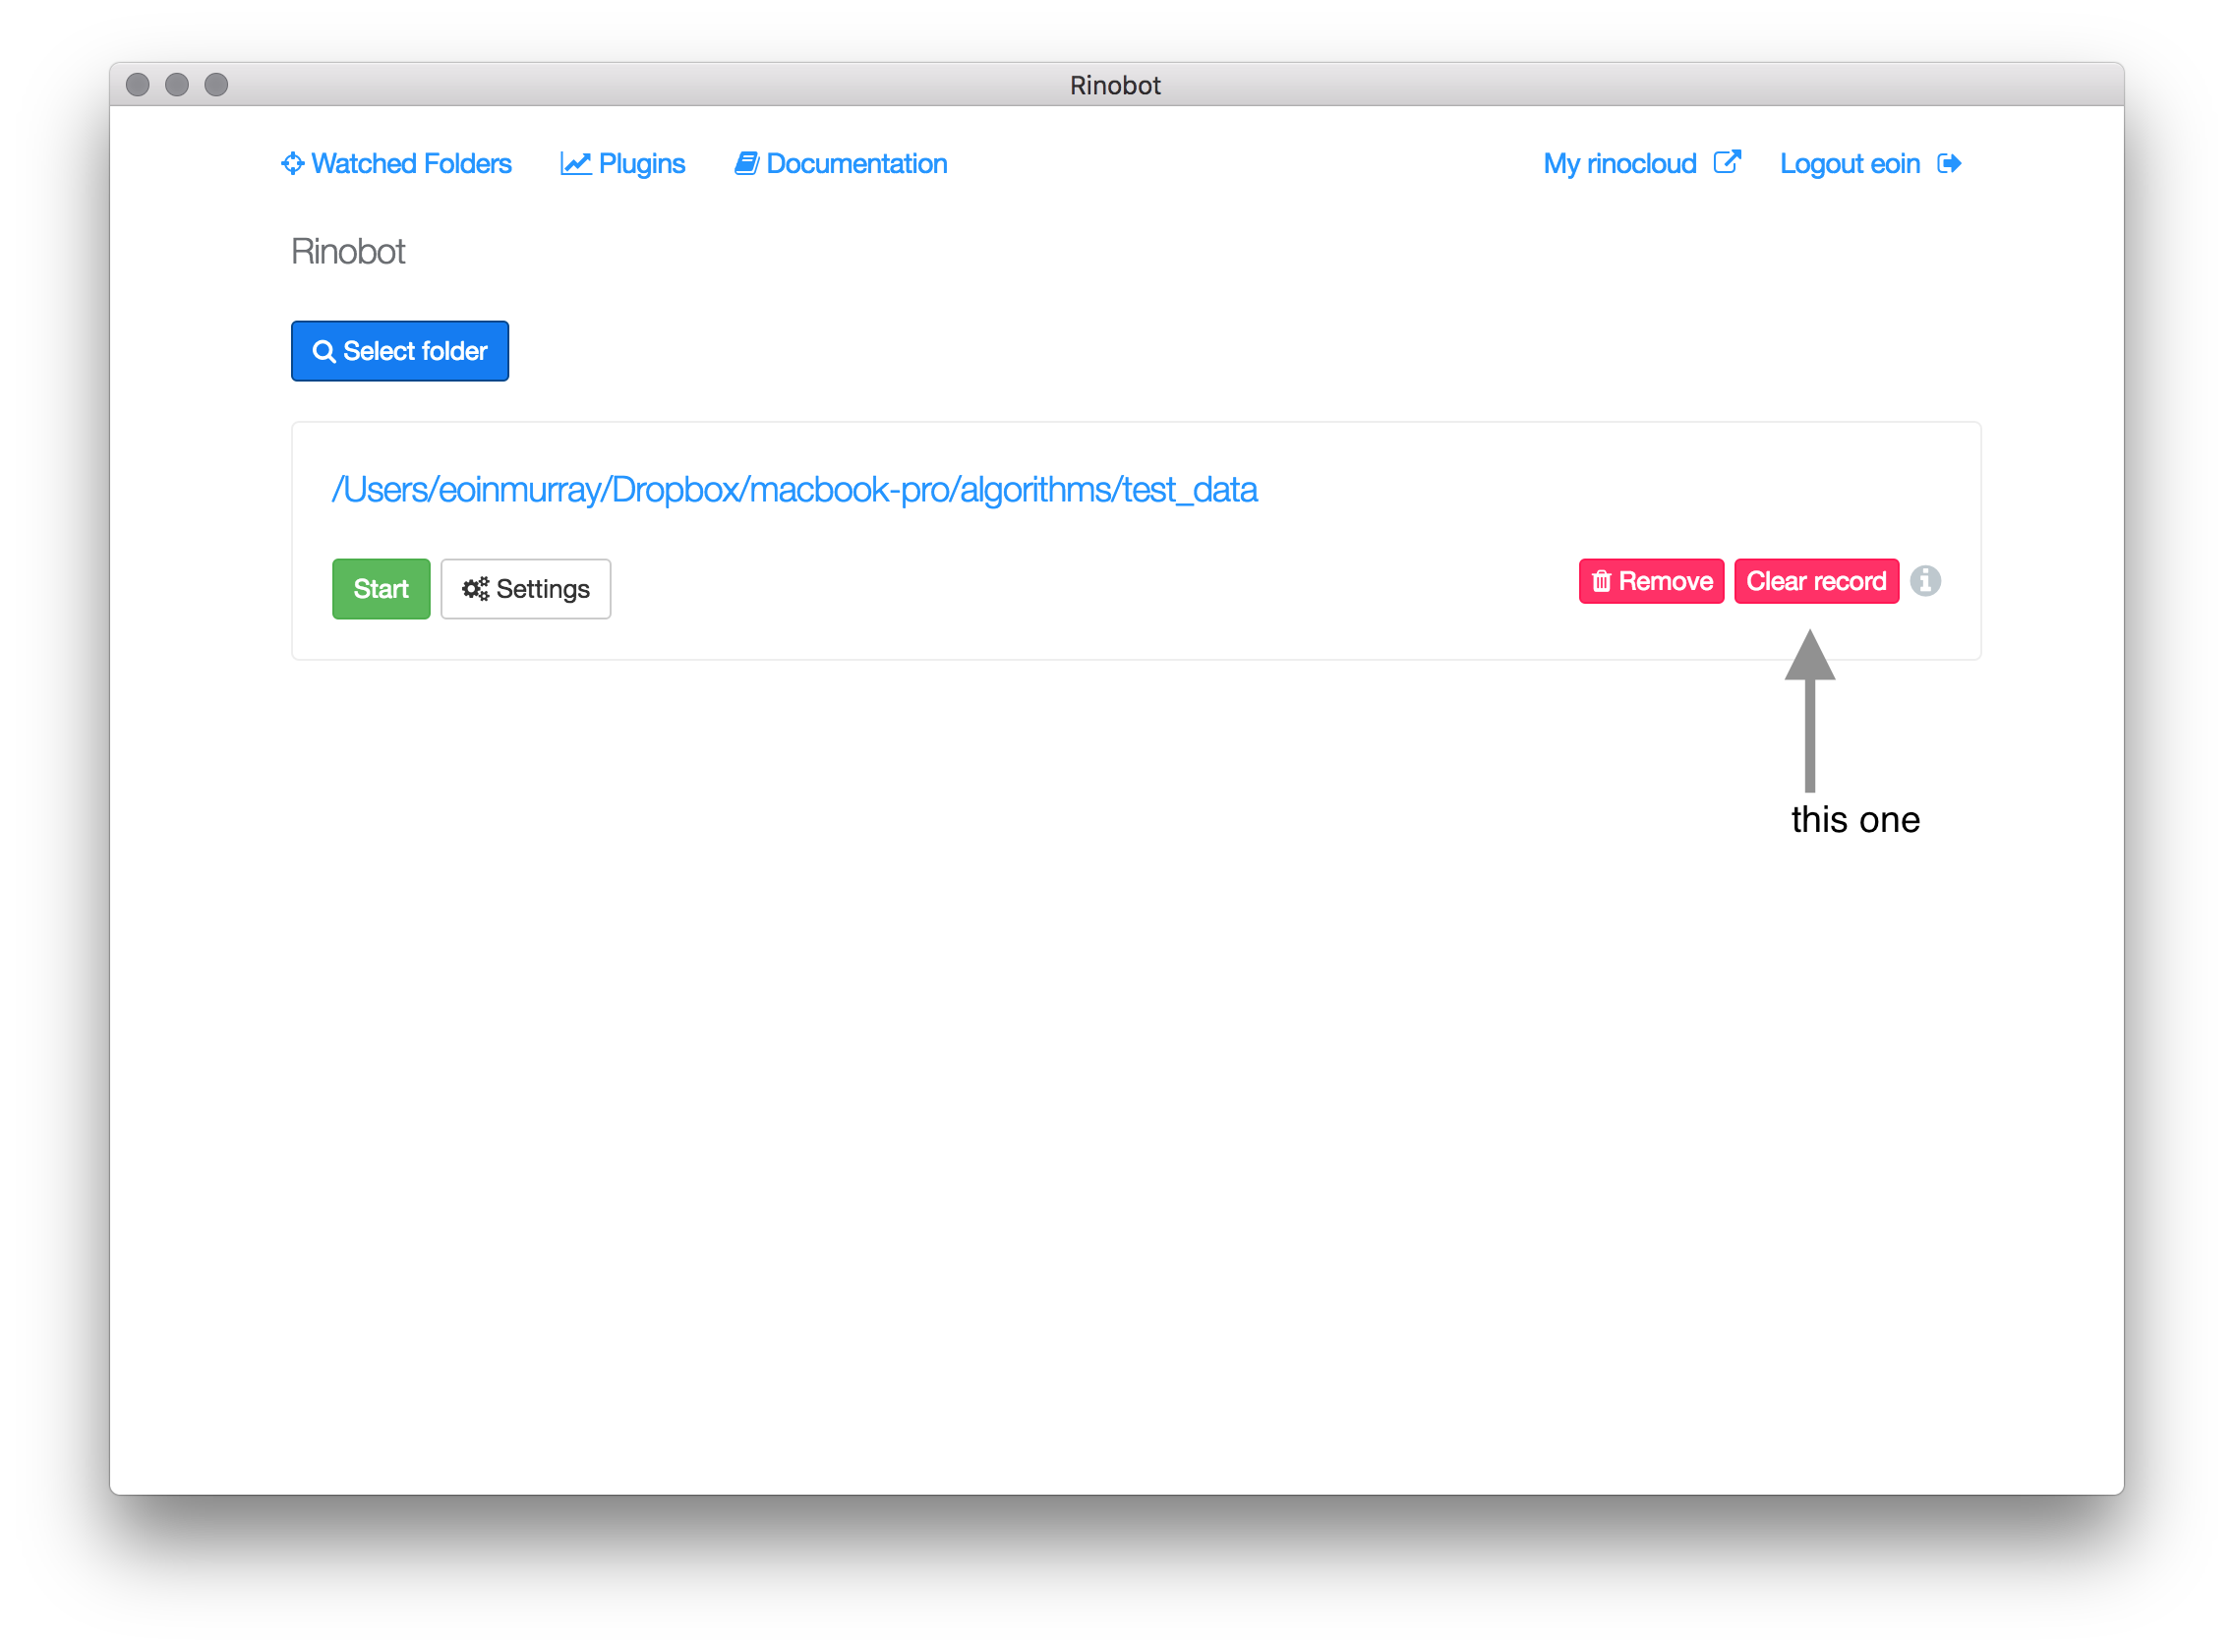 Rinobot
Watched Folders Plugins Documentation My rinocloud Logout eoin
Rinobot
Select folder
/Users/eoinmurray/Dropbox/macbook-pro/algorithms/test_data
Start Settings Remove Clear record
this one